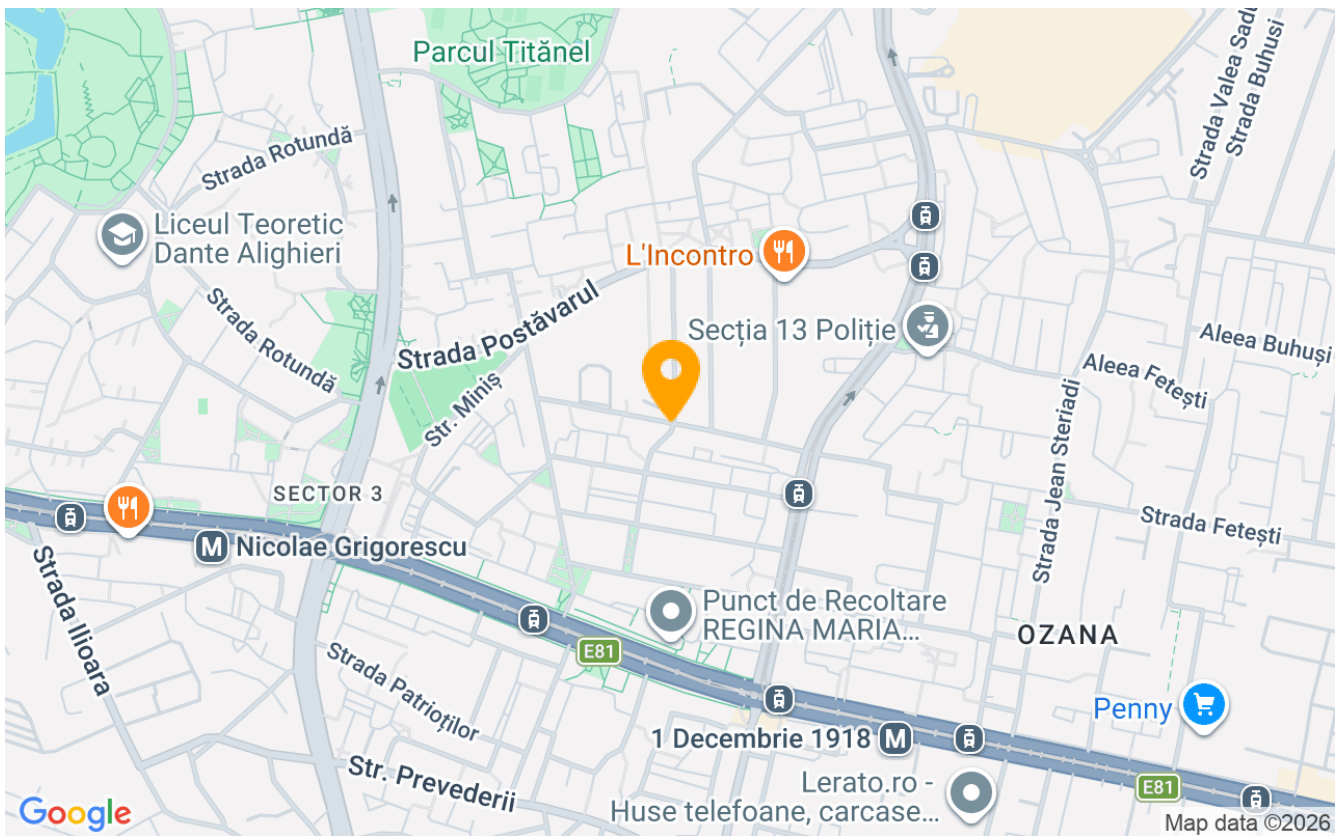 Parcul Titănel
Strada Valea Sadu
Strada Buhusi
Strada Rotundă
Liceul Teoretic
Dante Alighieri
L'Incontro
Strada Postăvarul
Strada Rotundă
Secția 13 Poliție
Aleea Buhuși
Aleea Fetești
Str. Miniș
Strada Jean Steriadi
SECTOR 3
Strada Fetești
M Nicolae Grigorescu
Strada Ilioara
Punct de Recoltare
REGINA MARIA...
OZANA
E81
Strada Patrioților
Penny
1 Decembrie 1918 M
Str. Prevederii
Lerato.ro -
Huse telefoane, carcase...
E81
Google
Map data ©2026